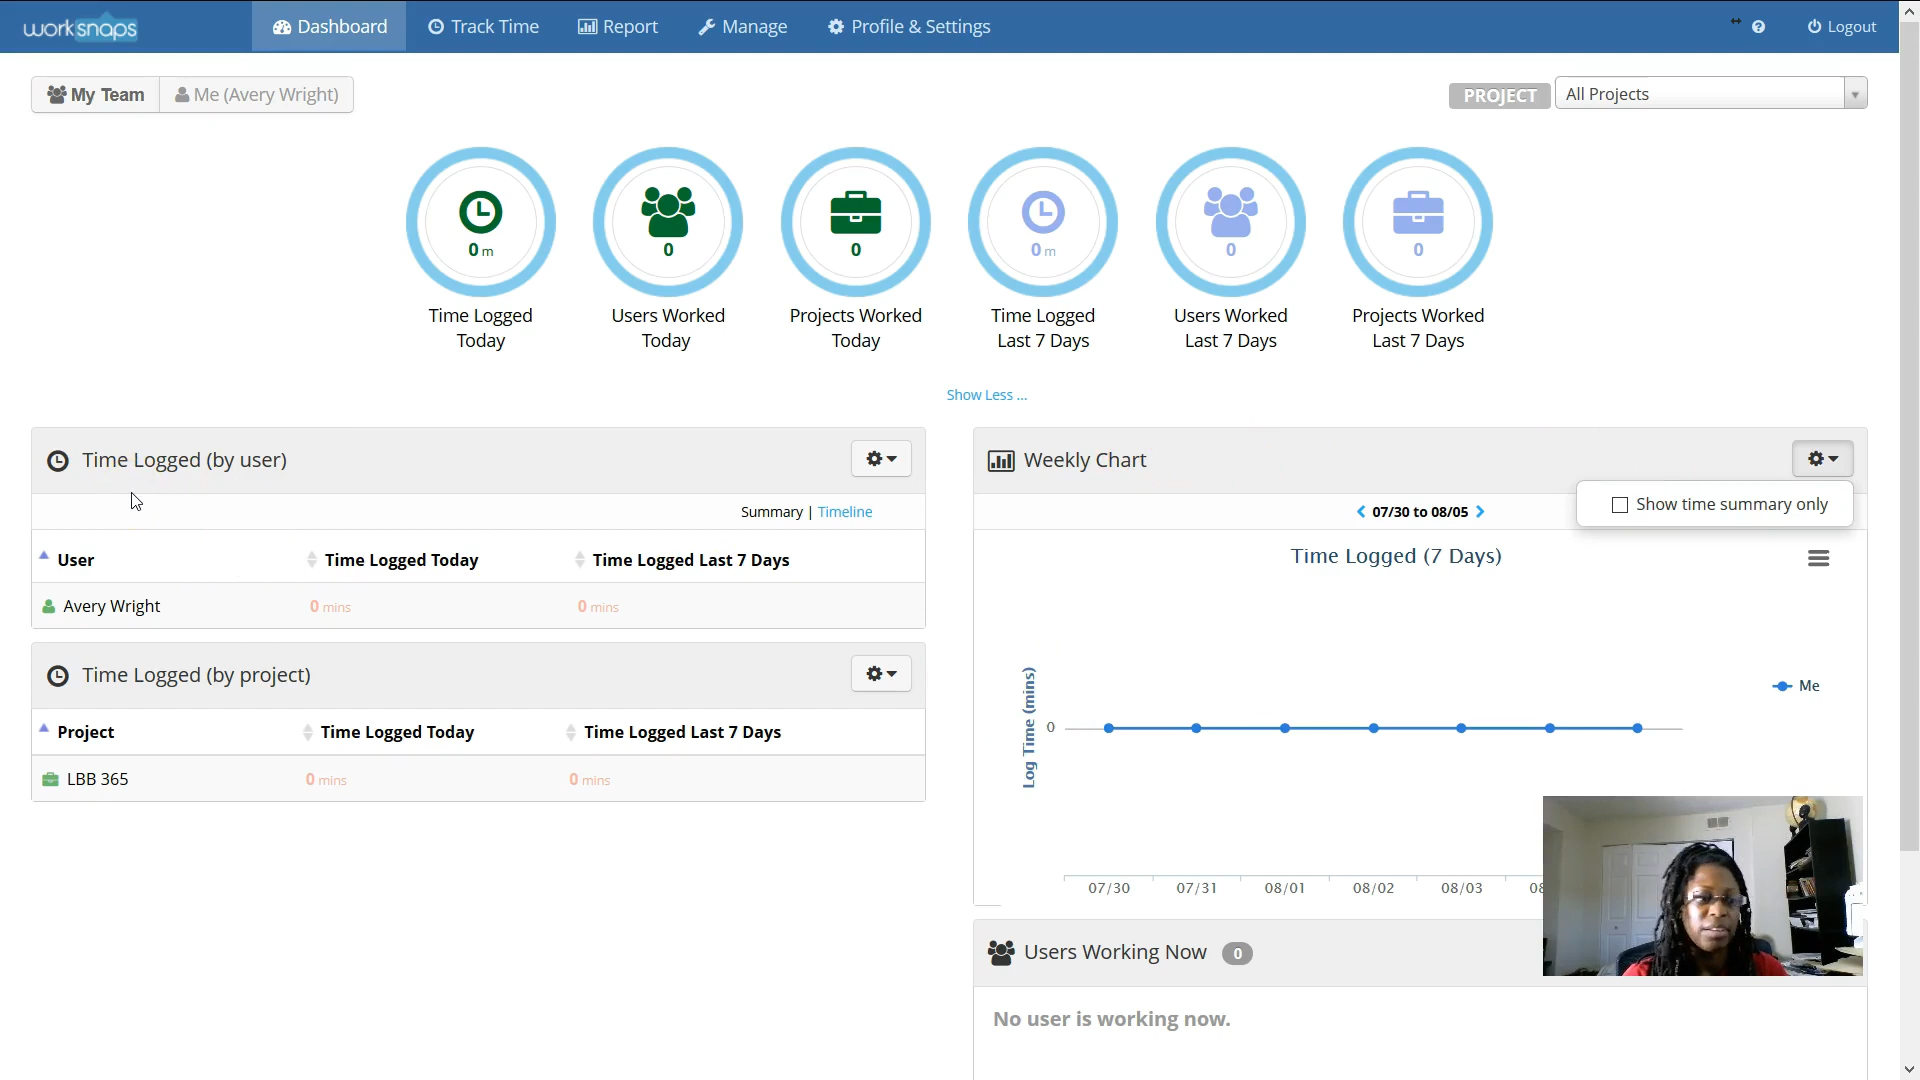 worksnaps
Dashboard
Track Time
Report
Manage
Profile & Settings
?
Logout
My Team
Me (Avery Wright)
PROJECT
All Projects
0 m
0
0
0 m
0
0
Time Logged
Today
Users Worked
Today
Projects Worked
Today
Time Logged
Last 7 Days
Users Worked
Last 7 Days
Projects Worked
Last 7 Days
Show Less ...
Time Logged (by user)
Summary | Timeline
User Time Logged Today Time Logged Last 7 Days
Avery Wright 0 mins 0 mins
Time Logged (by project)
Project Time Logged Today Time Logged Last 7 Days
LBB 365 0 mins 0 mins
Weekly Chart
07/30 to 08/05
Show time summary only
Time Logged (7 Days)
Log Time (mins)
0
Me
07/30 07/31 08/01 08/02 08/03
Users Working Now 0
No user is working now.